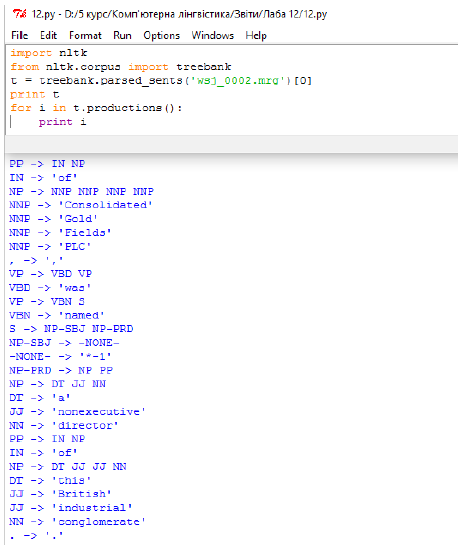 12.py - D:/5 курс/Комп'ютерна лінгвістика/Звіти/Лаба 12/12.py
File Edit Format Run Options Windows Help
import nltk
from nltk.corpus import treebank
t = treebank.parsed_sents('wsj_0002.mrg')[0]
print t
for i in t.productions():
    print i
PP -> IN NP
IN -> 'of'
NP -> NNP NNP NNP NNP
NNP -> 'Consolidated'
NNP -> 'Gold'
NNP -> 'Fields'
NNP -> 'PLC'
, -> ','
VP -> VBD VP
VBD -> 'was'
VP -> VBN S
VBN -> 'named'
S -> NP-SBJ NP-PRD
NP-SBJ -> -NONE-
-NONE- -> '*-1'
NP-PRD -> NP PP
NP -> DT JJ NN
DT -> 'a'
JJ -> 'nonexecutive'
NN -> 'director'
PP -> IN NP
IN -> 'of'
NP -> DT JJ JJ NN
DT -> 'this'
JJ -> 'British'
JJ -> 'industrial'
NN -> 'conglomerate'
. -> '.'